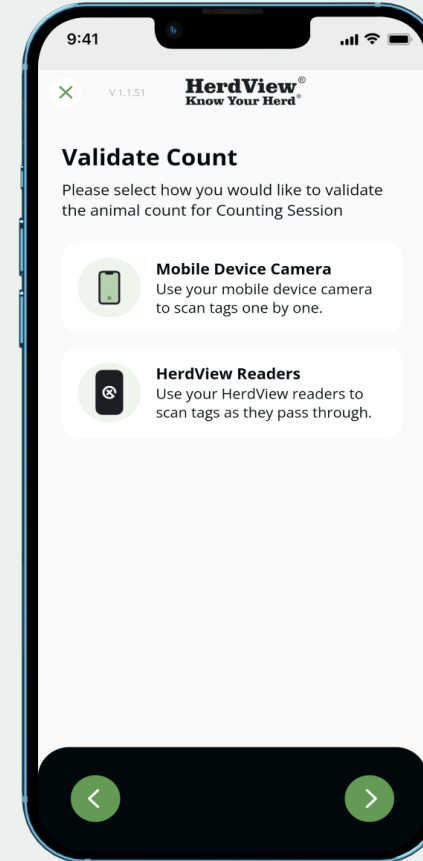 9:41
V 1.1.51
HerdView®
Know Your Herd®
Validate Count
Please select how you would like to validate
the animal count for Counting Session
Mobile Device Camera
Use your mobile device camera
to scan tags one by one.
HerdView Readers
Use your HerdView readers to
scan tags as they pass through.